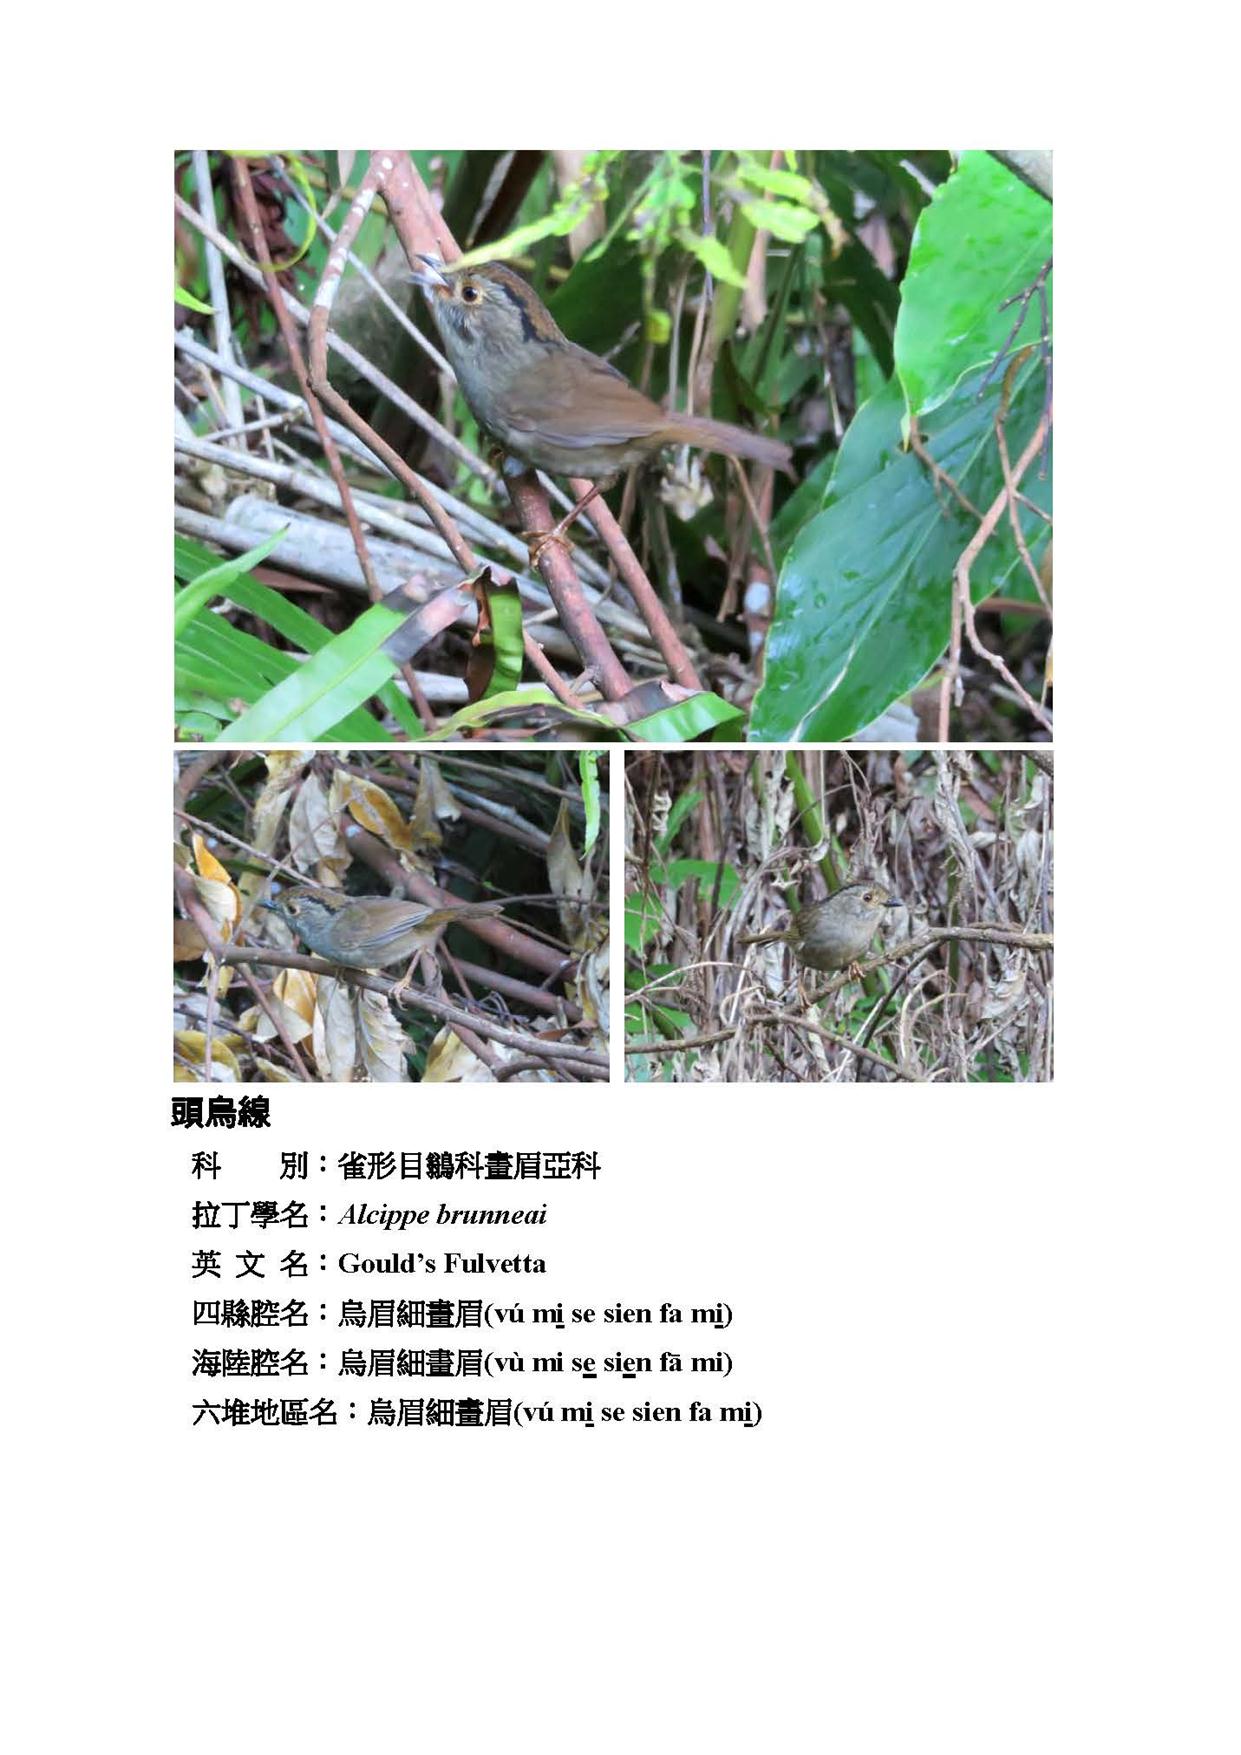 頭烏線
科　　別：雀形目鶲科畫眉亞科
拉丁學名：Alcippe brunneai
英 文 名：Gould’s Fulvetta
四縣腔名：烏眉細畫眉(vú mi̲ se sien fa mi̲)
海陸腔名：烏眉細畫眉(vù mi se̲ sie̲n fā mi)
六堆地區名：烏眉細畫眉(vú mi̲ se sien fa mi̲)